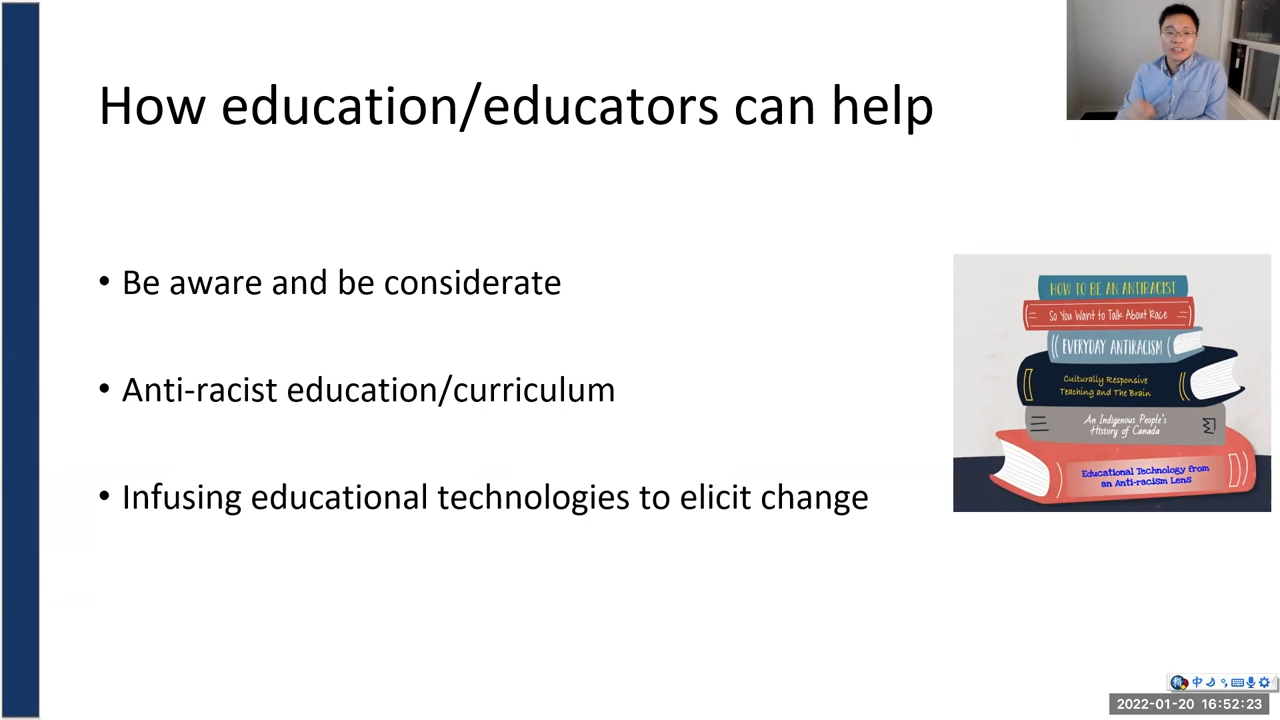 How education/educators can help
• Be aware and be considerate
• Anti-racist education/curriculum
• Infusing educational technologies to elicit change
HOW TO BE AN ANTIRACIST
So You Want to Talk About Race
EVERYDAY ANTIRACISM
Culturally Responsive
Teaching and The Brain
An Indigenous People's
History of Canada
Educational Technology from
an Anti-racism Lens
中
2022-01-20 16:52:23